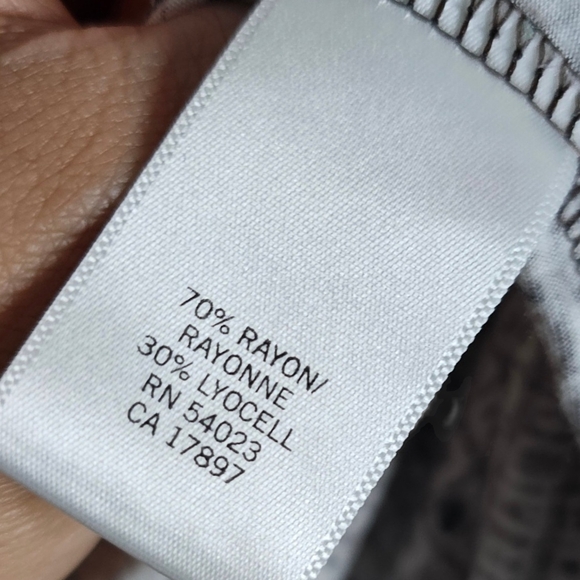 70% RAYON/
RAYONNE
30% LYOCELL
RN 54023
CA 17897